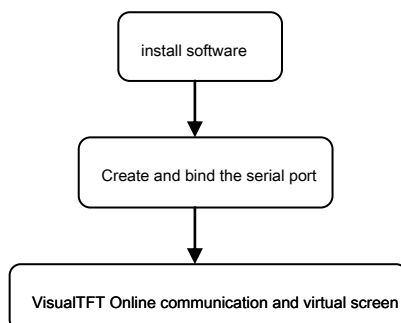 install software
Create and bind the serial port
VisualTFT Online communication and virtual screen